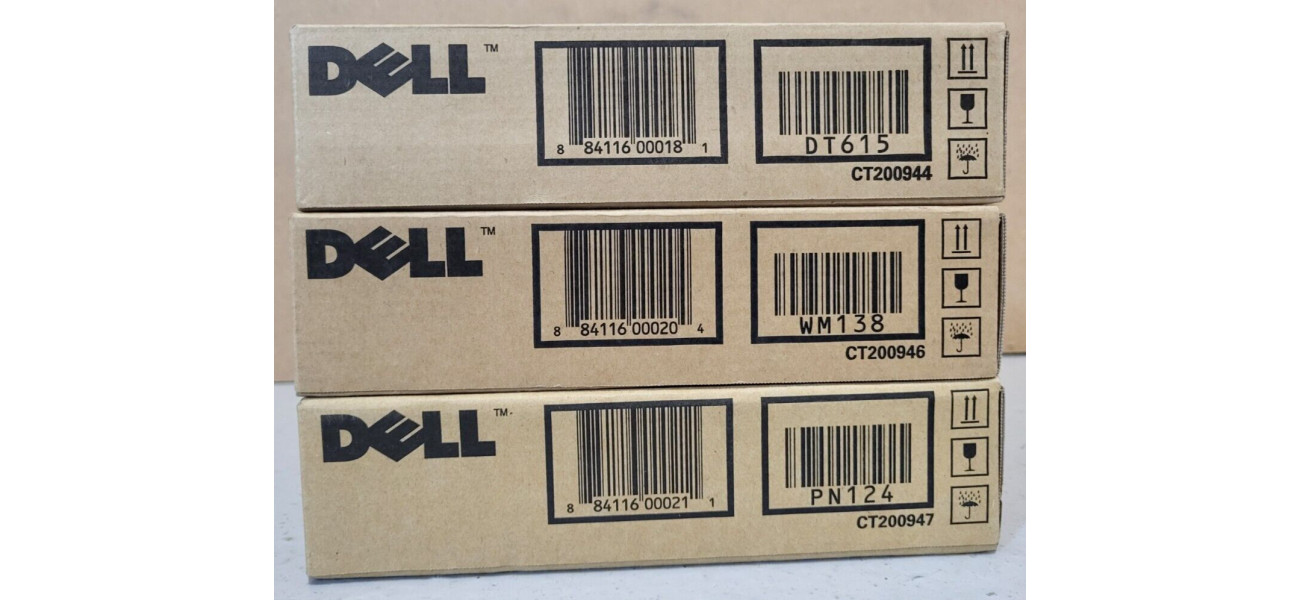 DELL™
8 84116 00018 1
DT615
CT200944
DELL™
8 84116 00020 4
WM138
CT200946
DELL™
8 84116 00021 1
PN124
CT200947